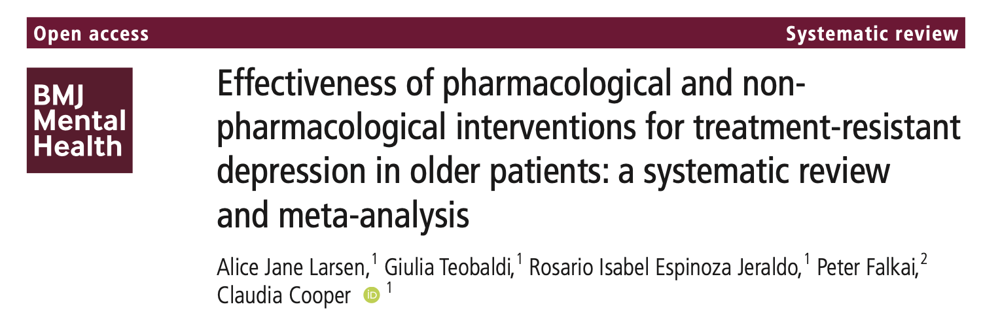 Open access
Systematic review
BMJ
Mental
Health
Effectiveness of pharmacological and non-
pharmacological interventions for treatment-resistant
depression in older patients: a systematic review
and meta-analysis
Alice Jane Larsen,1 Giulia Teobaldi,1 Rosario Isabel Espinoza Jeraldo,1 Peter Falkai,2
Claudia Cooper iD 1